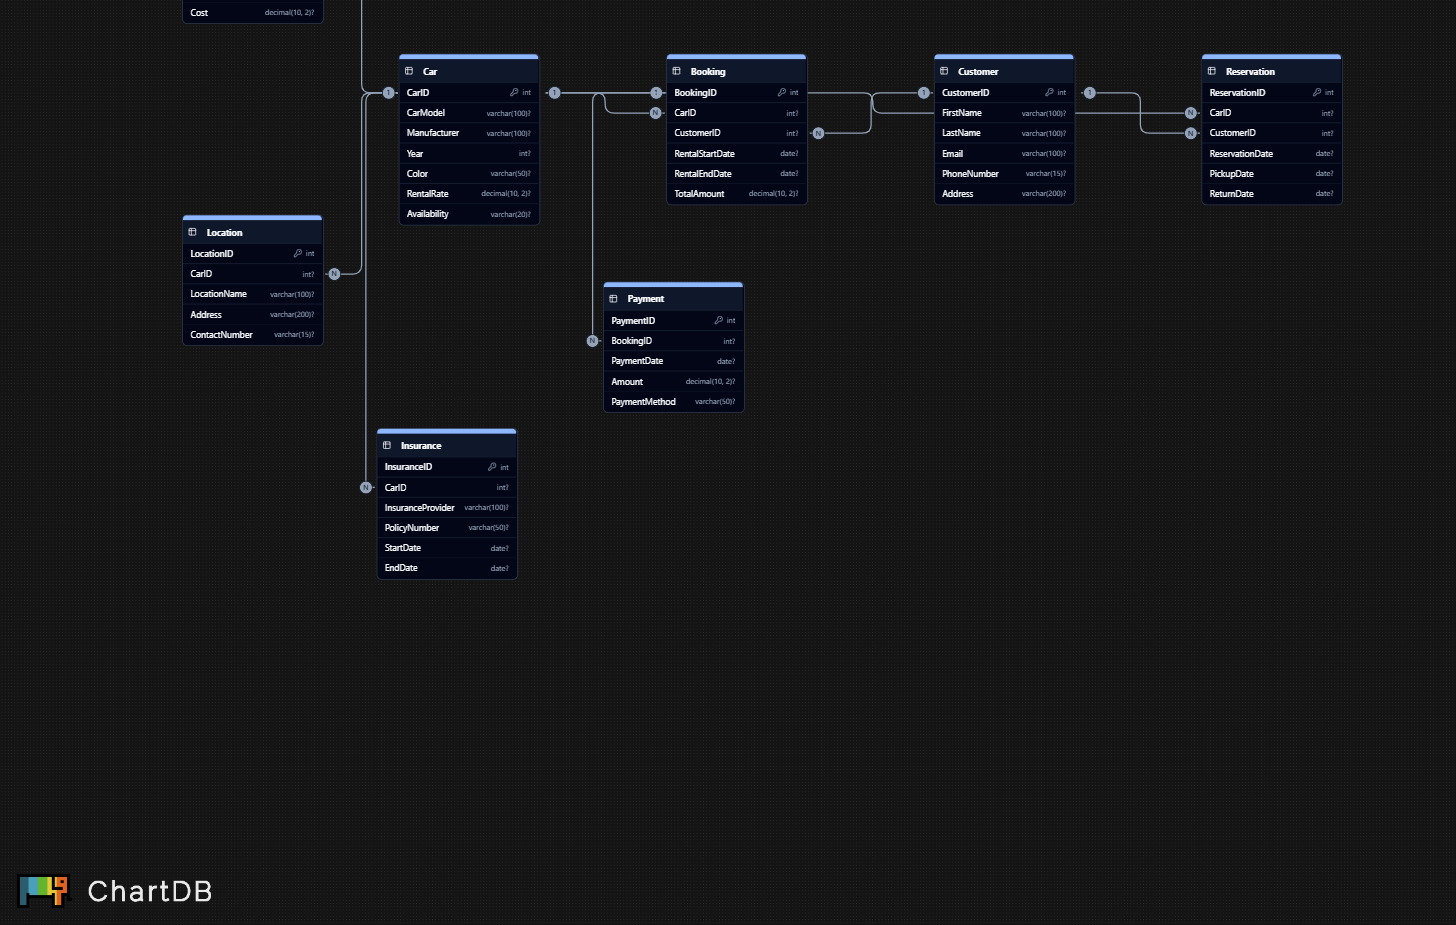 Cost decimal(10, 2)?
Car
CarID int
CarModel varchar(100)?
Manufacturer varchar(100)?
Year int?
Color varchar(50)?
RentalRate decimal(10, 2)?
Availability varchar(20)?
1
1
Booking
BookingID int
CarID int?
CustomerID int?
RentalStartDate date?
RentalEndDate date?
TotalAmount decimal(10, 2)?
1
N
N
Customer
CustomerID int
FirstName varchar(100)?
LastName varchar(100)?
Email varchar(100)?
PhoneNumber varchar(15)?
Address varchar(200)?
1
1
Reservation
ReservationID int
CarID int?
CustomerID int?
ReservationDate date?
PickupDate date?
ReturnDate date?
N
N
Location
LocationID int
CarID int?
LocationName varchar(100)?
Address varchar(200)?
ContactNumber varchar(15)?
N
Payment
PaymentID int
BookingID int?
PaymentDate date?
Amount decimal(10, 2)?
PaymentMethod varchar(50)?
N
Insurance
InsuranceID int
CarID int?
InsuranceProvider varchar(100)?
PolicyNumber varchar(50)?
StartDate date?
EndDate date?
N
ChartDB